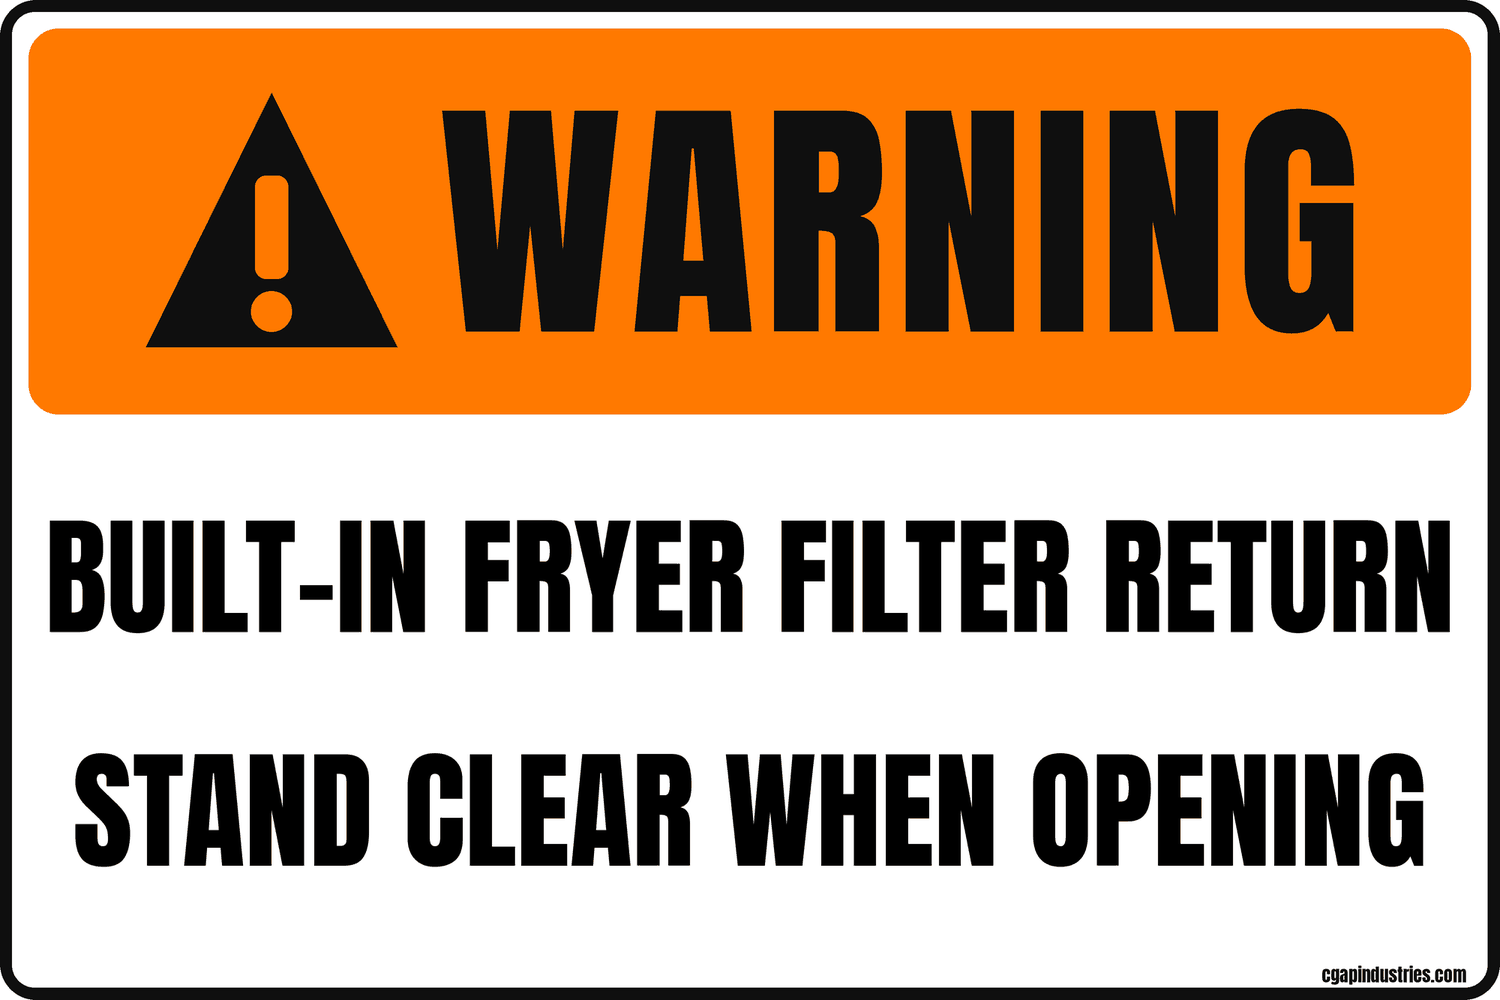 WARNING
BUILT-IN FRYER FILTER RETURN
STAND CLEAR WHEN OPENING
cgapindustries.com